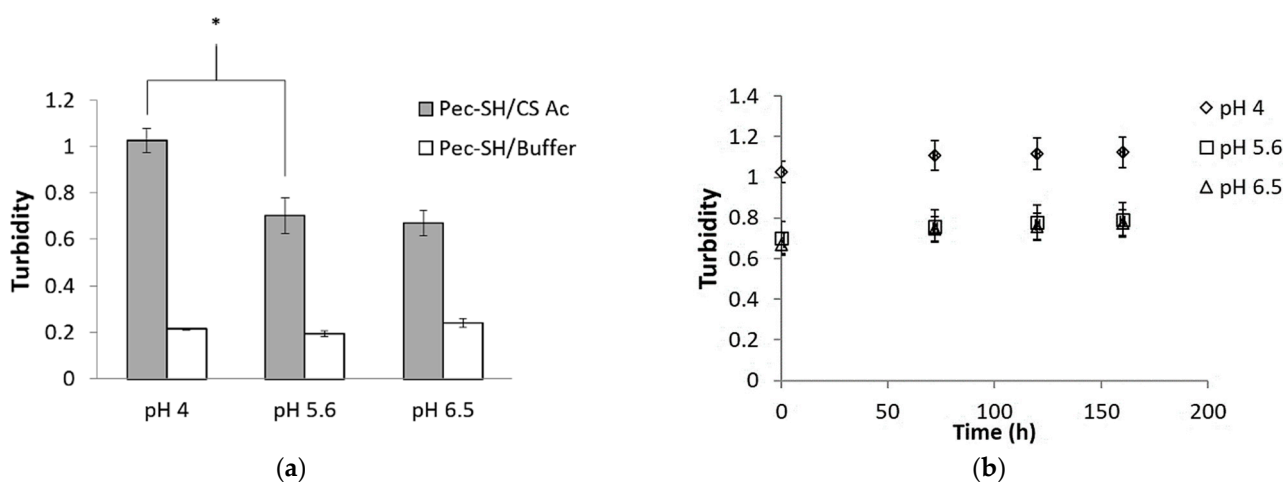 *
1.2
1
0.8
0.6
0.4
0.2
0
Turbidity
pH 4
pH 5.6
pH 6.5
Pec-SH/CS Ac
Pec-SH/Buffer
(a)
1.4
1.2
1
0.8
0.6
0.4
0.2
0
Turbidity
0
50
100
150
200
Time (h)
pH 4
pH 5.6
pH 6.5
(b)